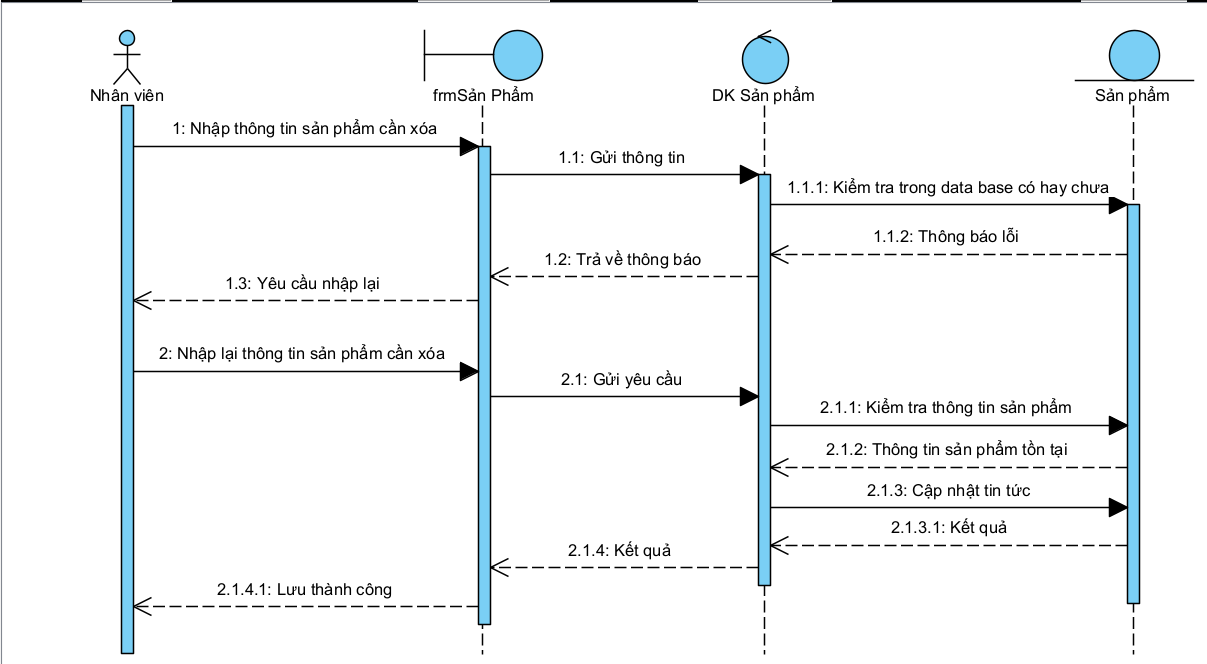 Nhân viên
frmSản Phẩm
DK Sản phẩm
Sản phẩm
1: Nhập thông tin sản phẩm cần xóa
1.1: Gửi thông tin
1.1.1: Kiểm tra trong data base có hay chưa
1.1.2: Thông báo lỗi
1.2: Trả về thông báo
1.3: Yêu cầu nhập lại
2: Nhập lại thông tin sản phẩm cần xóa
2.1: Gửi yêu cầu
2.1.1: Kiểm tra thông tin sản phẩm
2.1.2: Thông tin sản phẩm tồn tại
2.1.3: Cập nhật tin tức
2.1.3.1: Kết quả
2.1.4: Kết quả
2.1.4.1: Lưu thành công